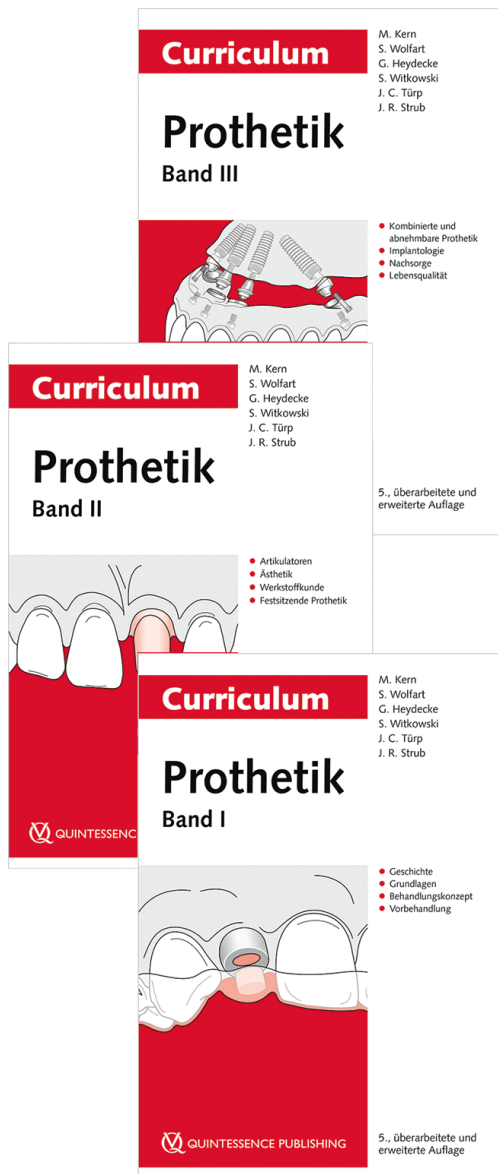 Curriculum
M. Kern
S. Wolfart
G. Heydecke
S. Witkowski
J. C. Türp
J. R. Strub
Prothetik
Band III
Kombinierte und
abnehmbare Prothetik
Implantologie
Nachsorge
Lebensqualität
5., überarbeitete und
erweiterte Auflage
Curriculum
M. Kern
S. Wolfart
G. Heydecke
S. Witkowski
J. C. Türp
J. R. Strub
Prothetik
Band II
Artikulatoren
Ästhetik
Werkstoffkunde
Festsitzende Prothetik
QUINTESSENC
Curriculum
M. Kern
S. Wolfart
G. Heydecke
S. Witkowski
J. C. Türp
J. R. Strub
Prothetik
Band I
Geschichte
Grundlagen
Behandlungskonzept
Vorbehandlung
QUINTESSENCE PUBLISHING
5., überarbeitete und
erweiterte Auflage